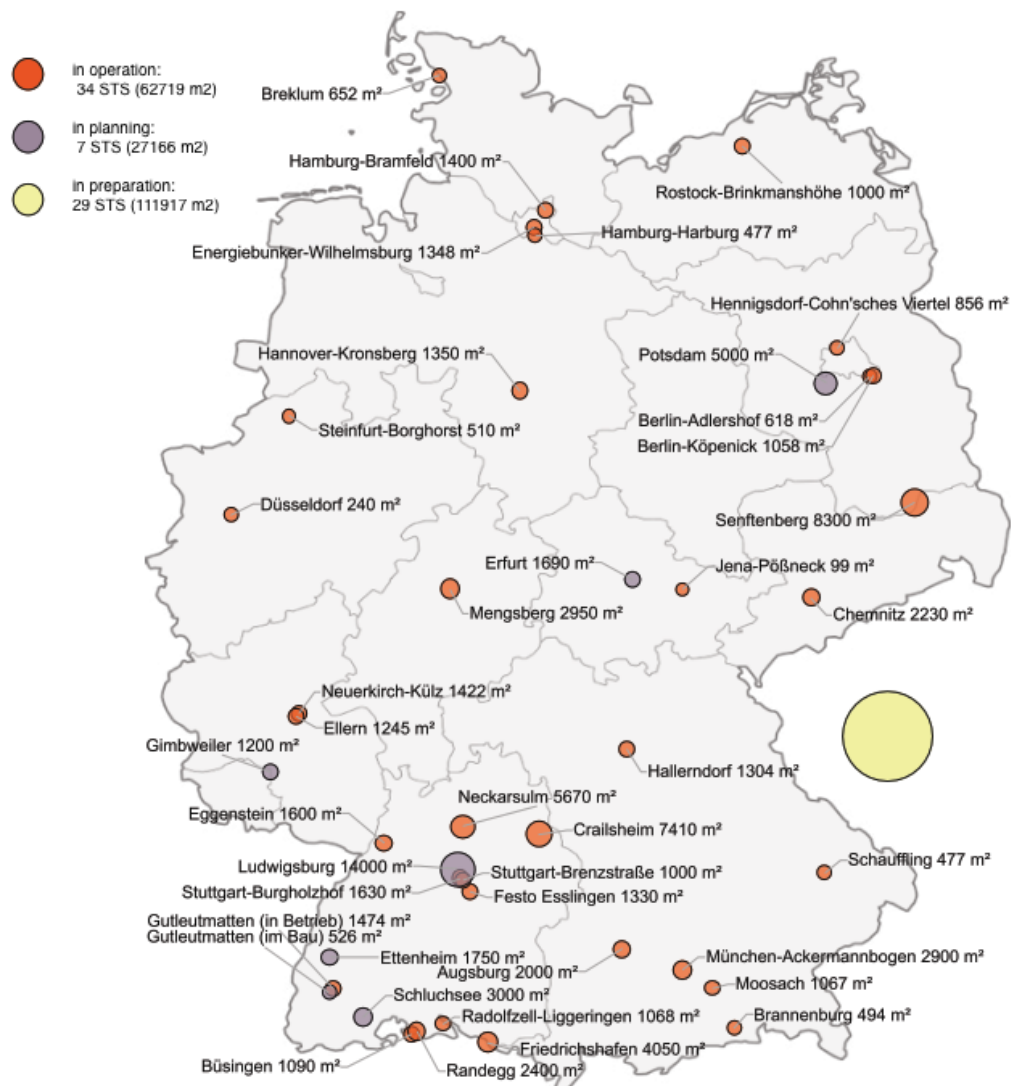 in operation:
34 STS (62719 m2)
in planning:
7 STS (27166 m2)
in preparation:
29 STS (111917 m2)
Breklum 652 m²
Hamburg-Bramfeld 1400 m²
Rostock-Brinkmanshöhe 1000 m²
Hamburg-Harburg 477 m²
Energiebunker-Wilhelmsburg 1348 m²
Hennigsdorf-Cohn'sches Viertel 856 m²
Hannover-Kronsberg 1350 m²
Potsdam 5000 m²
Berlin-Adlershof 618 m²
Steinfurt-Borghorst 510 m²
Berlin-Köpenick 1058 m²
Düsseldorf 240 m²
Senftenberg 8300 m²
Erfurt 1690 m²
Jena-Pößneck 99 m²
Mengsberg 2950 m²
Chemnitz 2230 m²
Neuerkirch-Külz 1422 m²
Ellern 1245 m²
Gimbweiler 1200 m²
Hallerndorf 1304 m²
Neckarsulm 5670 m²
Eggenstein 1600 m²
Crailsheim 7410 m²
Schauffling 477 m²
Ludwigsburg 14000 m²
Stuttgart-Brenzstraße 1000 m²
Stuttgart-Burgholzhof 1630 m²
Festo Esslingen 1330 m²
Gutleutmatten (in Betrieb) 1474 m²
Gutleutmatten (im Bau) 526 m²
Ettenheim 1750 m²
Augsburg 2000 m²
München-Ackermannbogen 2900 m²
Moosach 1067 m²
Schluchsee 3000 m²
Radolfzell-Liggeringen 1068 m²
Brannenburg 494 m²
Friedrichshafen 4050 m²
Büsingen 1090 m²
Randegg 2400 m²